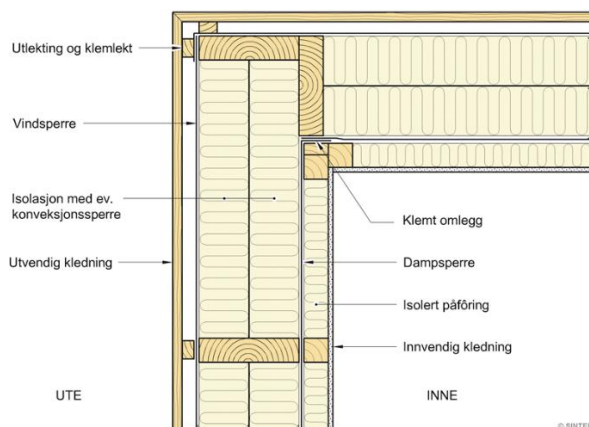 Utlekting og klemlekt
Vindsperre
Isolasjon med ev.
konveksjonssperre
Utvendig kledning
Klemt omlegg
Dampsperre
Isolert påfôring
Innvendig kledning
UTE
INNE
© SINTEF